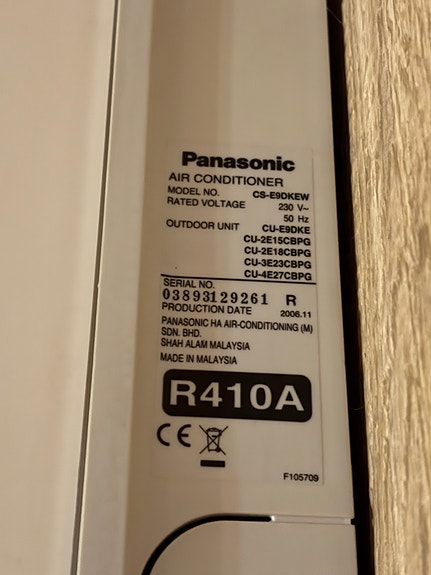 Panasonic
AIR CONDITIONER
MODEL NO. CS-E9DKEW
RATED VOLTAGE 230 V~
50 Hz
OUTDOOR UNIT CU-E9DKE
CU-2E15CBPG
CU-2E18CBPG
CU-3E23CBPG
CU-4E27CBPG
SERIAL NO.
03893129261 R
PRODUCTION DATE 2006.11
PANASONIC HA AIR-CONDITIONING (M)
SDN. BHD.
SHAH ALAM MALAYSIA
MADE IN MALAYSIA
R410A
CE
F105709